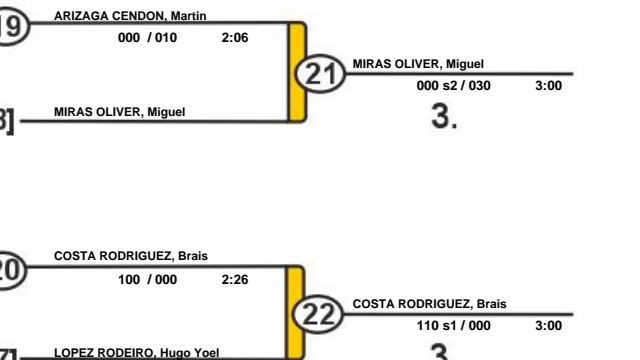 19
ARIZAGA CENDON, Martin
000 / 010 2:06
21
MIRAS OLIVER, Miguel
000 s2 / 030 3:00
MIRAS OLIVER, Miguel
3.
20
COSTA RODRIGUEZ, Brais
100 / 000 2:26
22
COSTA RODRIGUEZ, Brais
110 s1 / 000 3:00
LOPEZ RODEIRO, Hugo Yoel
3